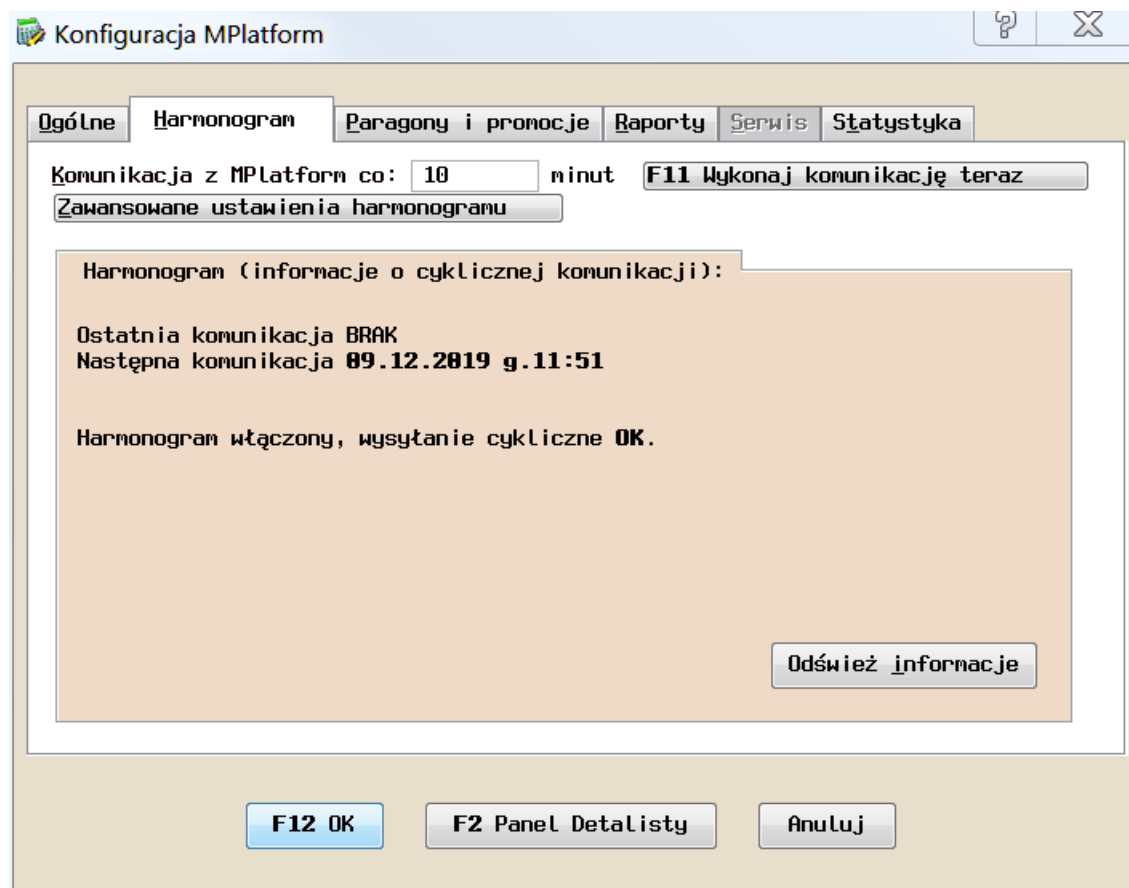 Konfiguracja MPlatform
Ogólne Harmonogram Paragony i promocje Raporty Serwis Statystyka
Komunikacja z MPlatform co: 10 minut F11 Wykonaj komunikację teraz
Zawansowane ustawienia harmonogramu
Harmonogram (informacje o cyklicznej komunikacji):
Ostatnia komunikacja BRAK
Następna komunikacja 09.12.2019 g.11:51
Harmonogram włączony, wysyłanie cykliczne OK.
Odśwież informacje
F12 OK F2 Panel Detalisty Anuluj